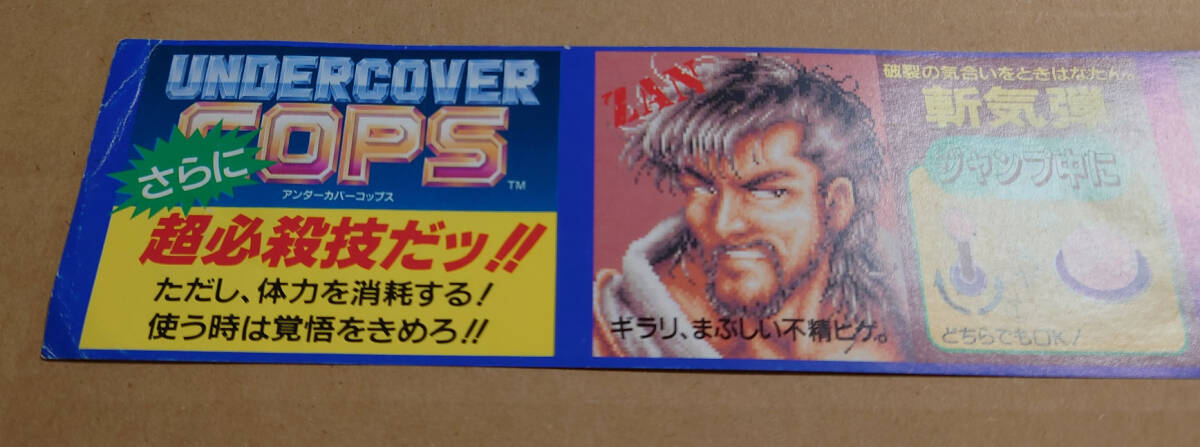 UNDERCOVER
COPS
TM
さらに
アンダーカバーコップス
超必殺技だッ!!
ただし、体力を消耗する!
使う時は覚悟をきめろ!!
ZAN
ギラリ、まぶしい不精ヒゲ。
破裂の気合いをときはなたん。
斬気弾
ジャンプ中に
どちらでもOK!